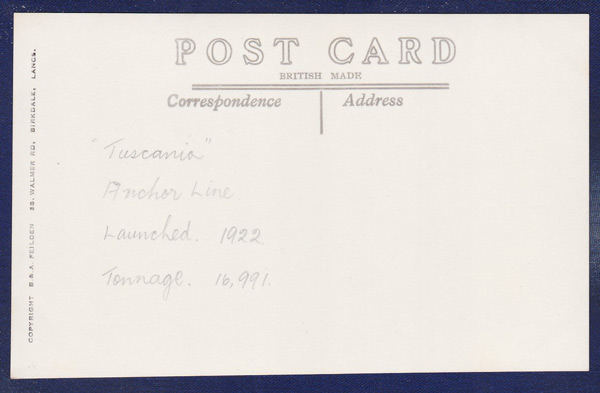 POST CARD
BRITISH MADE
Correspondence
Address
"Tuscania"
Anchor Line
Launched. 1922
Tonnage. 16,991.
COPYRIGHT B & A FEILDEN 35. WALMER RD. BIRKDALE, LANCS.